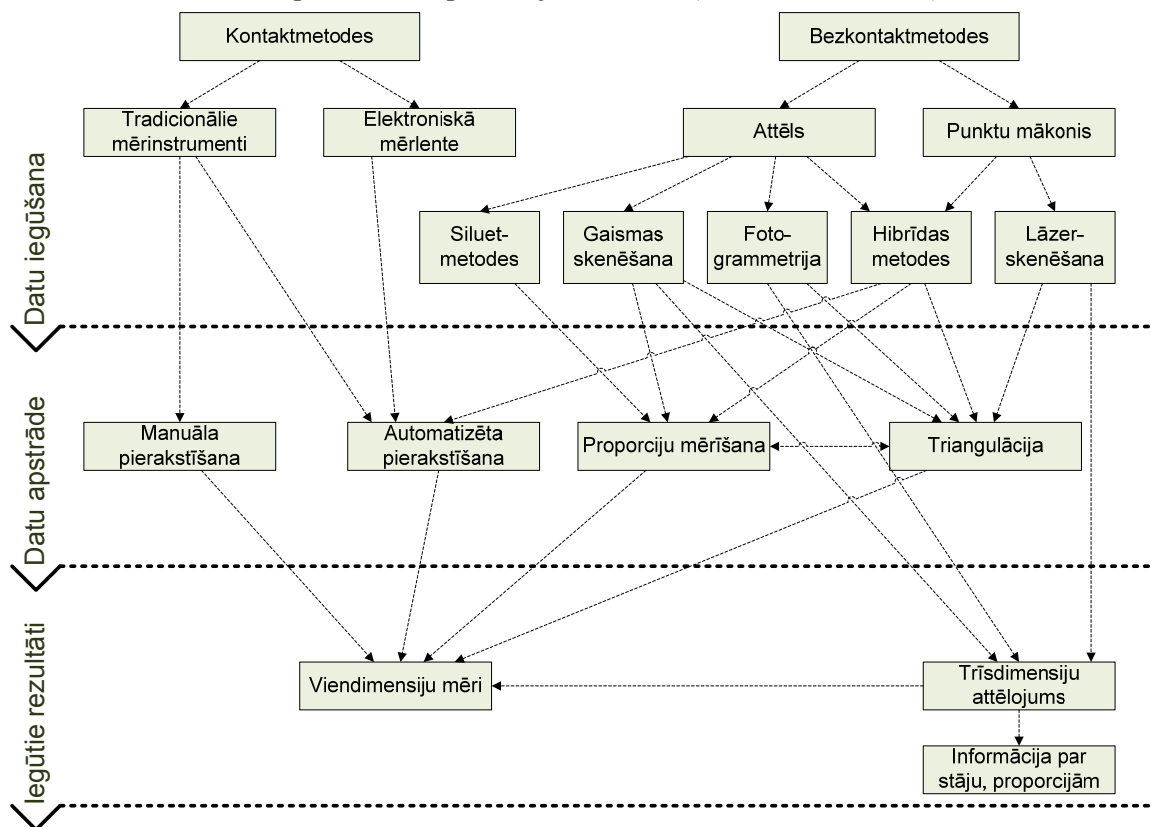 Kontaktmetodes
Bezkontaktmetodes
Tradicionālie
mērinstrumenti
Elektroniskā
mērlente
Attēls
Punktu mākonis
Siluet-
metodes
Gaismas
skenēšana
Foto-
grammetrija
Hibrīdas
metodes
Lāzer-
skenēšana
Datu iegūšana
Manuāla
pierakstīšana
Automatizēta
pierakstīšana
Proporciju mērīšana
Triangulācija
Datu apstrāde
Viendimensiju mēri
Trīsdimensiju
attēlojums
Informācija par
stāju, proporcijām
Iegūtie rezultāti